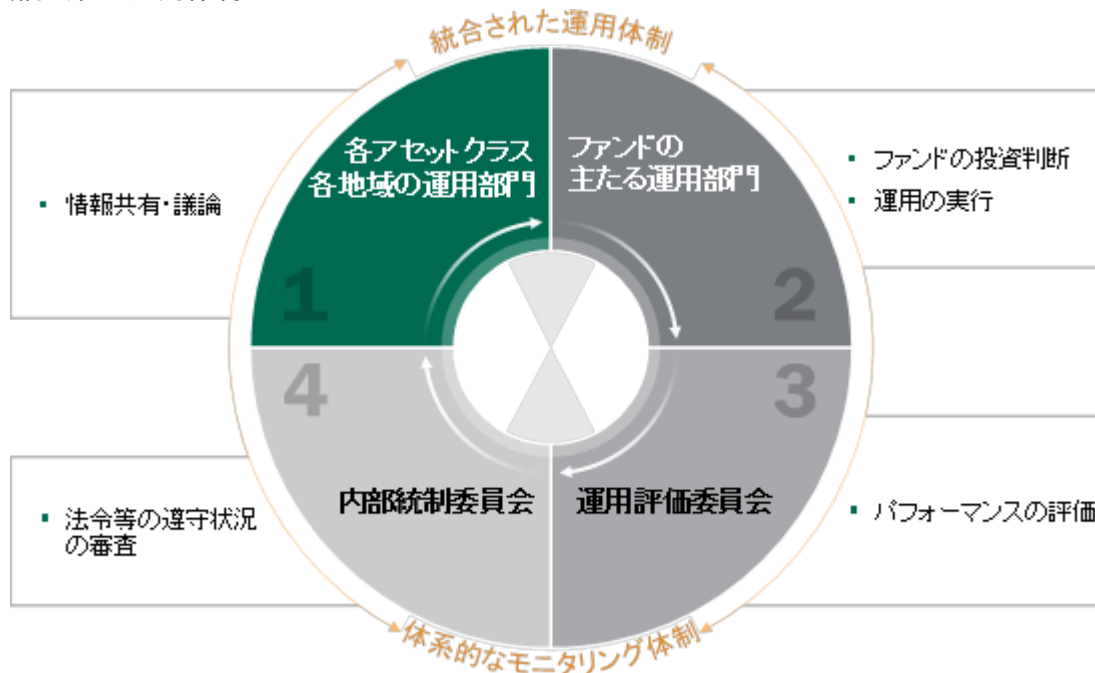 統合された運用体制
各アセットクラス
各地域の運用部門
ファンドの
主たる運用部門
・ 情報共有・議論
・ ファンドの投資判断
・ 運用の実行
1
2
4
3
内部統制委員会
運用評価委員会
・ 法令等の遵守状況
の審査
・ パフォーマンスの評価
体系的なモニタリング体制